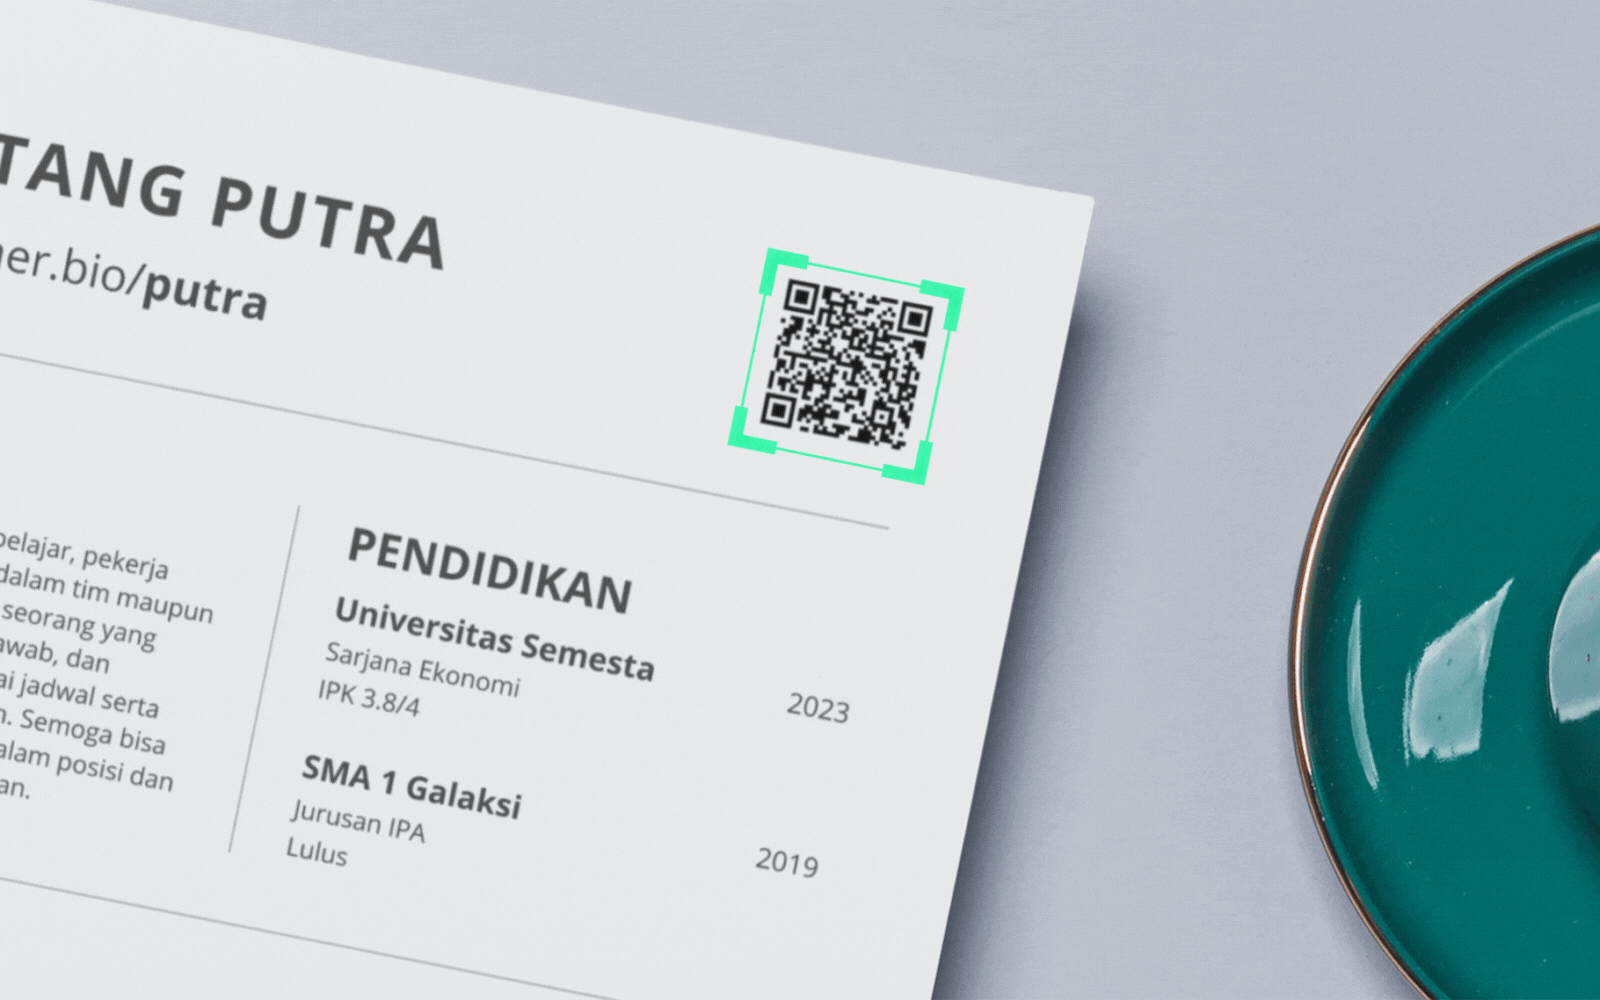 TANG PUTRA
er.bio/putra
belajar, pekerja
dalam tim maupun
seorang yang
awab, dan
ai jadwal serta
n. Semoga bisa
alam posisi dan
an.
PENDIDIKAN
Universitas Semesta
Sarjana Ekonomi
IPK 3.8/4
2023
SMA 1 Galaksi
Jurusan IPA
Lulus
2019